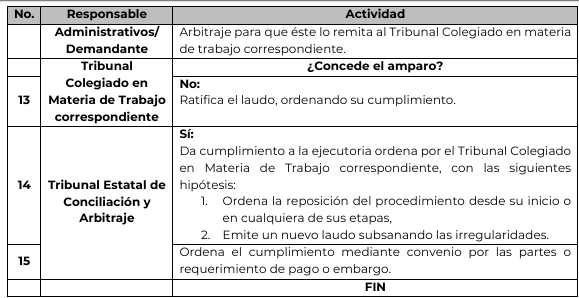 No. Responsable Actividad
Administrativos/
Demandante
Arbitraje para que éste lo remita al Tribunal Colegiado en materia
de trabajo correspondiente.
13
Tribunal
Colegiado en
Materia de Trabajo
correspondiente
¿Concede el amparo?
No:
Ratifica el laudo, ordenando su cumplimiento.
14
Tribunal Estatal de
Conciliación y
Arbitraje
Sí:
Da cumplimiento a la ejecutoria ordena por el Tribunal Colegiado
en Materia de Trabajo correspondiente, con las siguientes
hipótesis:
1. Ordena la reposición del procedimiento desde su inicio o
en cualquiera de sus etapas,
2. Emite un nuevo laudo subsanando las irregularidades.
15
Ordena el cumplimiento mediante convenio por las partes o
requerimiento de pago o embargo.
FIN